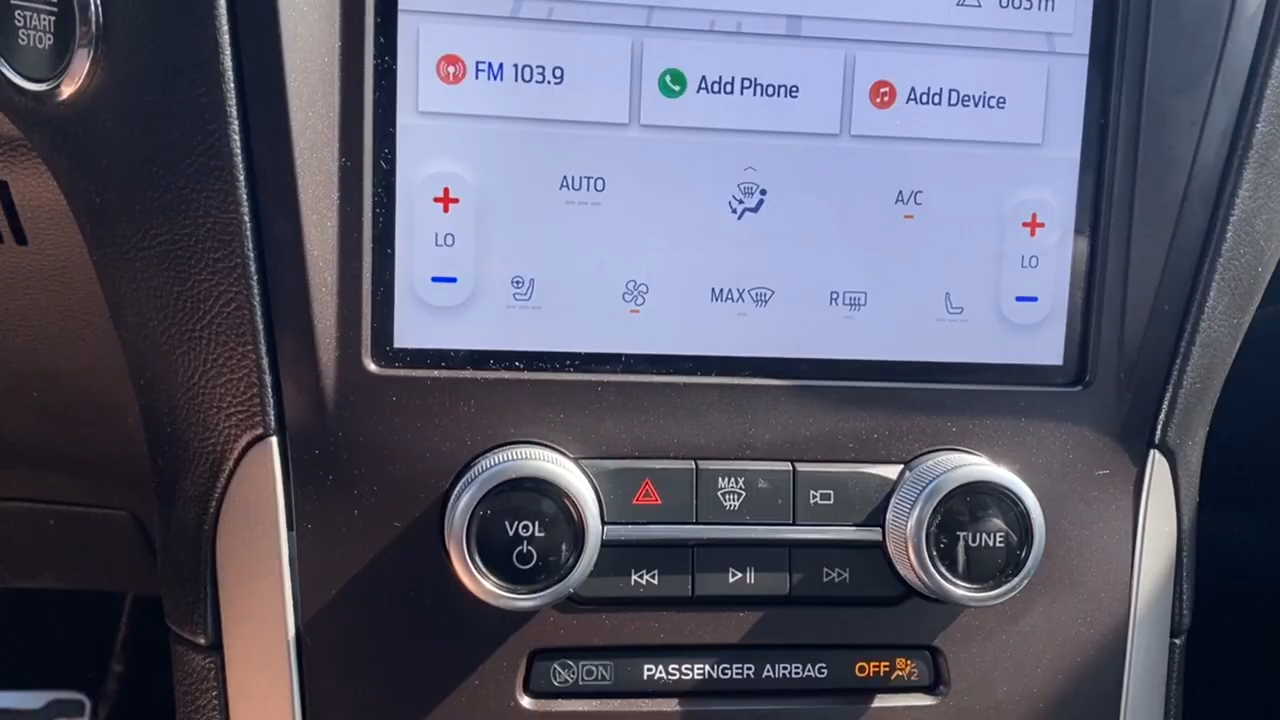 START
STOP
FM 103.9
Add Phone
Add Device
AUTO
A/C
LO
LO
MAX
R
MAX
VOL
TUNE
ON
PASSENGER AIRBAG
OFF
2